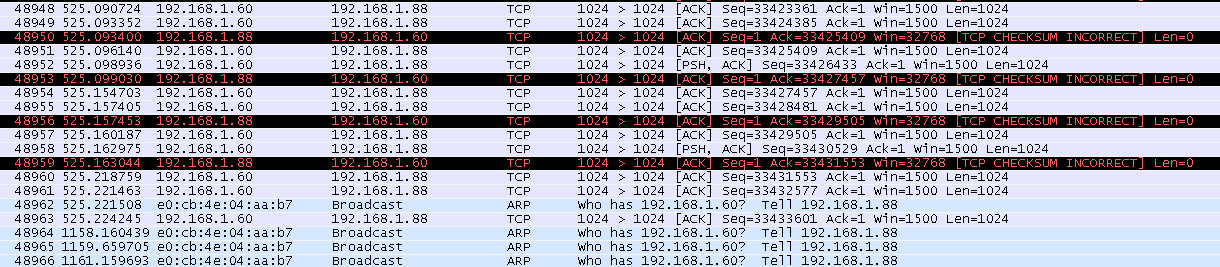 48948 525.090724 192.168.1.60 192.168.1.88 TCP 1024 > 1024 [ACK] Seq=33423361 Ack=1 Win=1500 Len=1024
48949 525.093352 192.168.1.60 192.168.1.88 TCP 1024 > 1024 [ACK] Seq=33424385 Ack=1 Win=1500 Len=1024
48950 525.093400 192.168.1.88 192.168.1.60 TCP 1024 > 1024 [ACK] Seq=1 Ack=33425409 Win=32768 [TCP CHECKSUM INCORRECT] Len=0
48951 525.096140 192.168.1.60 192.168.1.88 TCP 1024 > 1024 [ACK] Seq=33425409 Ack=1 Win=1500 Len=1024
48952 525.098936 192.168.1.60 192.168.1.88 TCP 1024 > 1024 [PSH, ACK] Seq=33426433 Ack=1 Win=1500 Len=1024
48953 525.099030 192.168.1.88 192.168.1.60 TCP 1024 > 1024 [ACK] Seq=1 Ack=33427457 Win=32768 [TCP CHECKSUM INCORRECT] Len=0
48954 525.154703 192.168.1.60 192.168.1.88 TCP 1024 > 1024 [ACK] Seq=33427457 Ack=1 Win=1500 Len=1024
48955 525.157405 192.168.1.60 192.168.1.88 TCP 1024 > 1024 [ACK] Seq=33428481 Ack=1 Win=1500 Len=1024
48956 525.157453 192.168.1.88 192.168.1.60 TCP 1024 > 1024 [ACK] Seq=1 Ack=33429505 Win=32768 [TCP CHECKSUM INCORRECT] Len=0
48957 525.160187 192.168.1.60 192.168.1.88 TCP 1024 > 1024 [ACK] Seq=33429505 Ack=1 Win=1500 Len=1024
48958 525.162975 192.168.1.60 192.168.1.88 TCP 1024 > 1024 [PSH, ACK] Seq=33430529 Ack=1 Win=1500 Len=1024
48959 525.163044 192.168.1.88 192.168.1.60 TCP 1024 > 1024 [ACK] Seq=1 Ack=33431553 Win=32768 [TCP CHECKSUM INCORRECT] Len=0
48960 525.218759 192.168.1.60 192.168.1.88 TCP 1024 > 1024 [ACK] Seq=33431553 Ack=1 Win=1500 Len=1024
48961 525.221463 192.168.1.60 192.168.1.88 TCP 1024 > 1024 [ACK] Seq=33432577 Ack=1 Win=1500 Len=1024
48962 525.221508 e0:cb:4e:04:aa:b7 Broadcast ARP Who has 192.168.1.60? Tell 192.168.1.88
48963 525.224245 192.168.1.60 192.168.1.88 TCP 1024 > 1024 [ACK] Seq=33433601 Ack=1 Win=1500 Len=1024
48964 1158.160439 e0:cb:4e:04:aa:b7 Broadcast ARP Who has 192.168.1.60? Tell 192.168.1.88
48965 1159.659705 e0:cb:4e:04:aa:b7 Broadcast ARP Who has 192.168.1.60? Tell 192.168.1.88
48966 1161.159693 e0:cb:4e:04:aa:b7 Broadcast ARP Who has 192.168.1.60? Tell 192.168.1.88